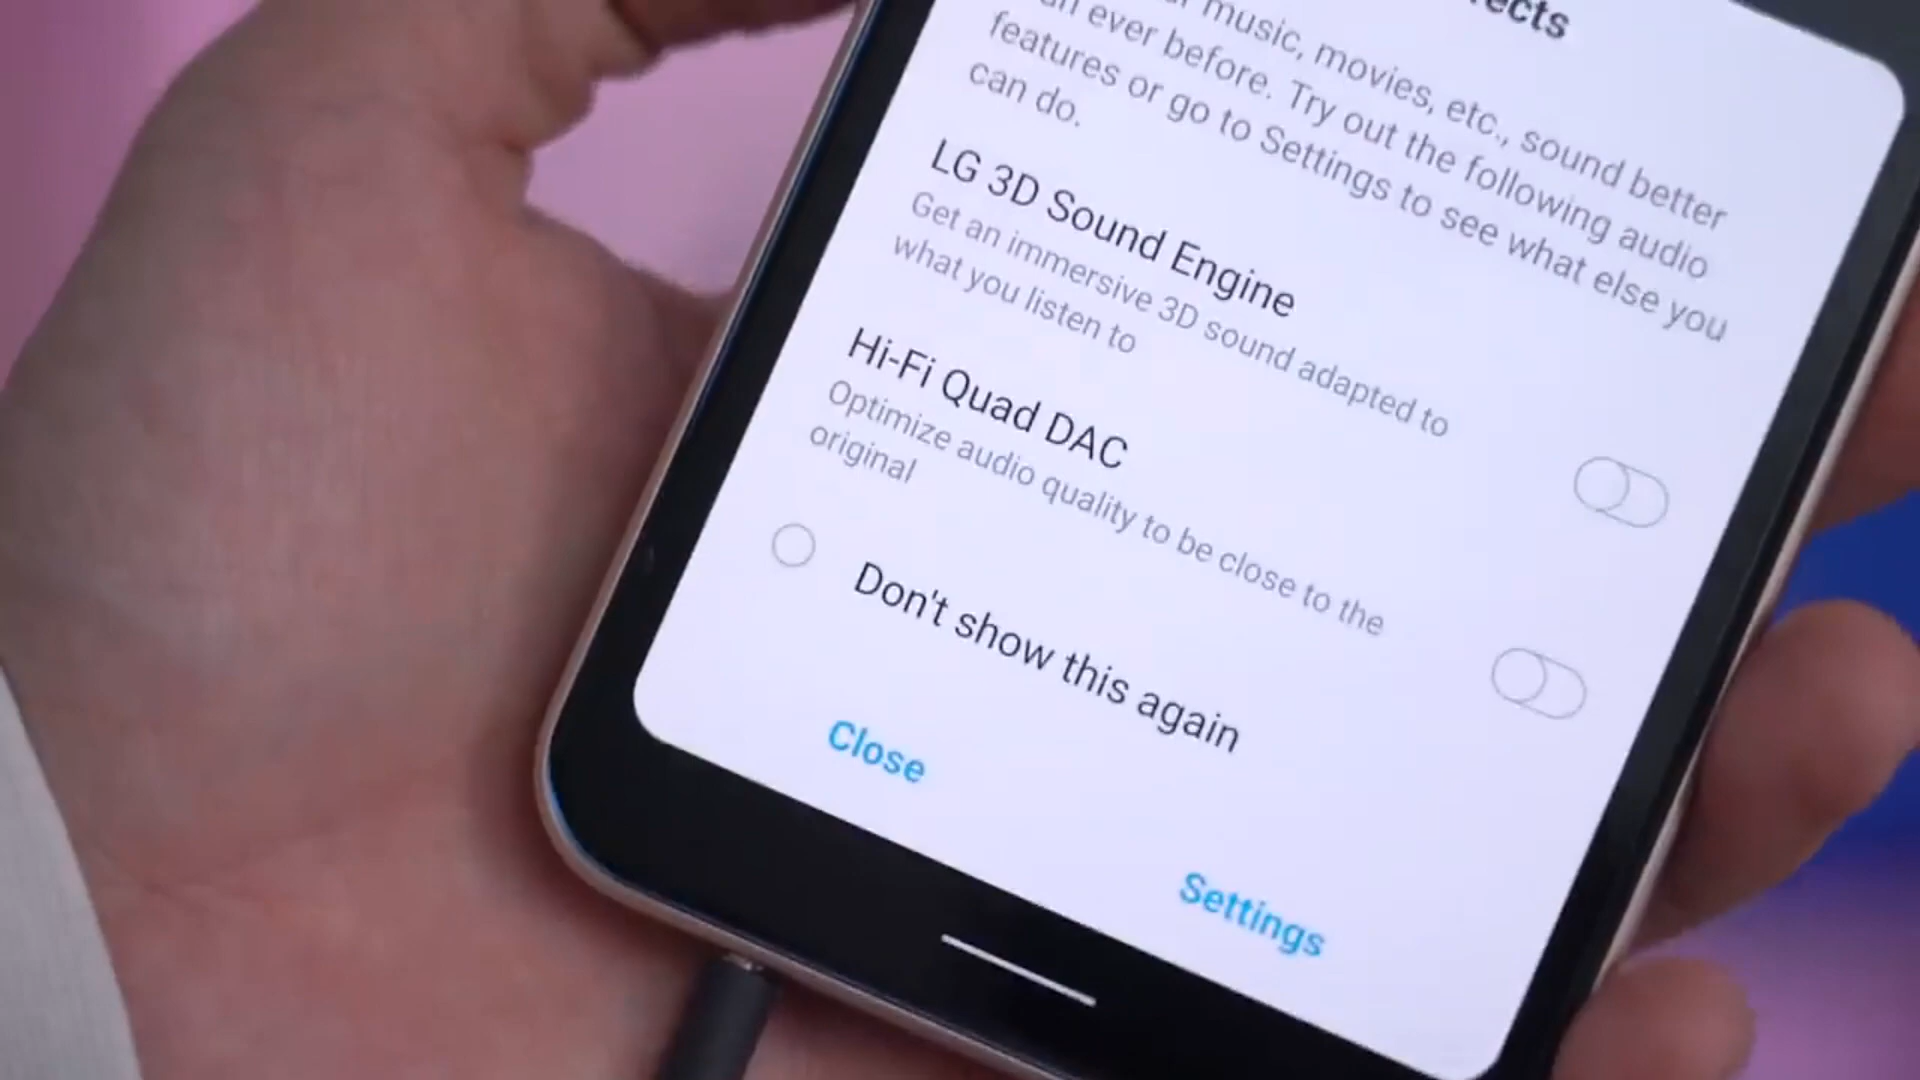 ects
music, movies, etc., sound better
ever before. Try out the following audio
features or go to Settings to see what else you
can do.
LG 3D Sound Engine
Get an immersive 3D sound adapted to
what you listen to
Hi-Fi Quad DAC
Optimize audio quality to be close to the
original
Don't show this again
Close
Settings